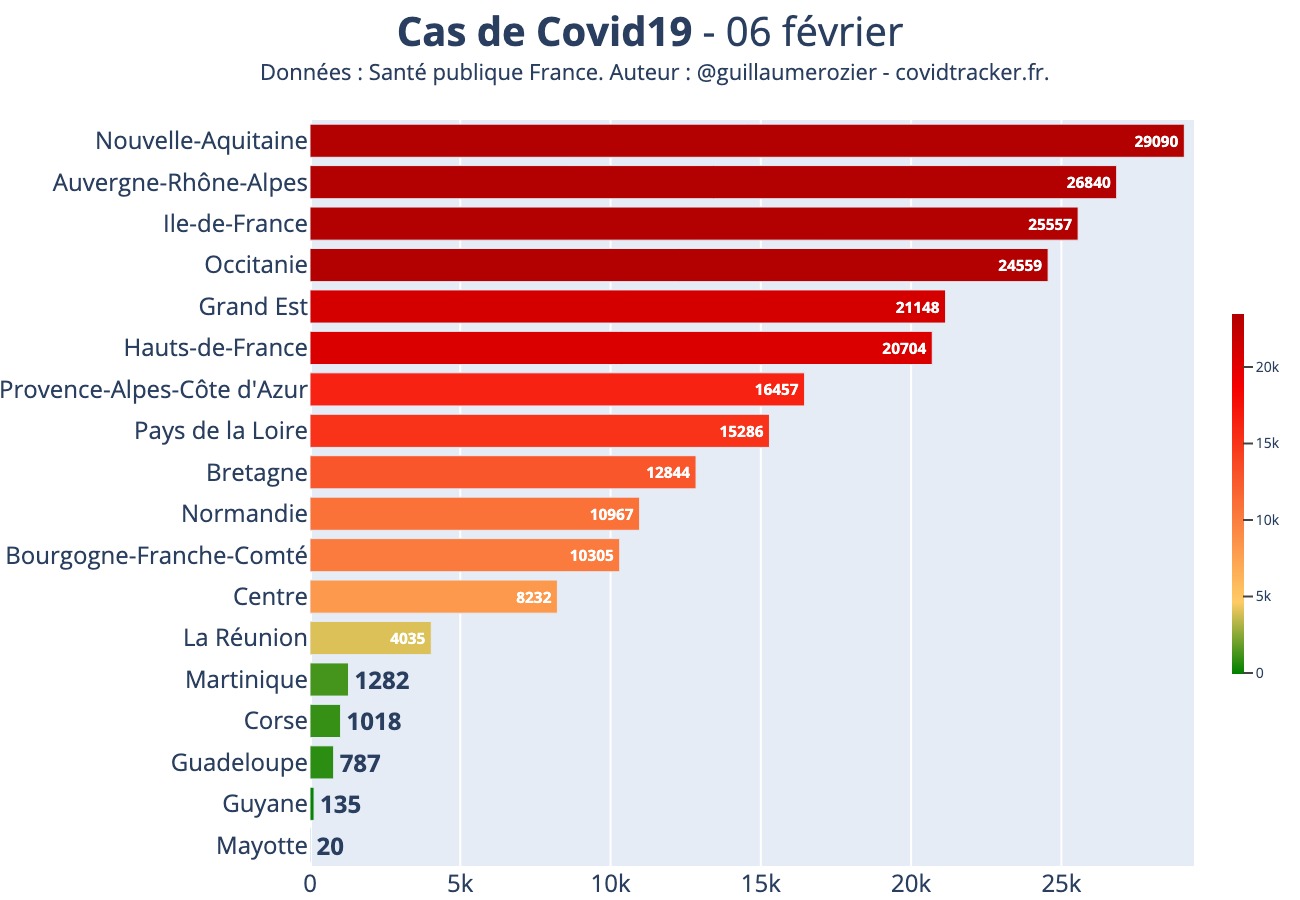 Cas de Covid19 - 06 février
Données : Santé publique France. Auteur : @guillaumerozier - covidtracker.fr.
Nouvelle-Aquitaine 29090
Auvergne-Rhône-Alpes 26840
Ile-de-France 25557
Occitanie 24559
Grand Est 21148
Hauts-de-France 20704
Provence-Alpes-Côte d'Azur 16457
Pays de la Loire 15286
Bretagne 12844
Normandie 10967
Bourgogne-Franche-Comté 10305
Centre 8232
La Réunion 4035
Martinique 1282
Corse 1018
Guadeloupe 787
Guyane 135
Mayotte 20
0 5k 10k 15k 20k 25k
20k
15k
10k
5k
0